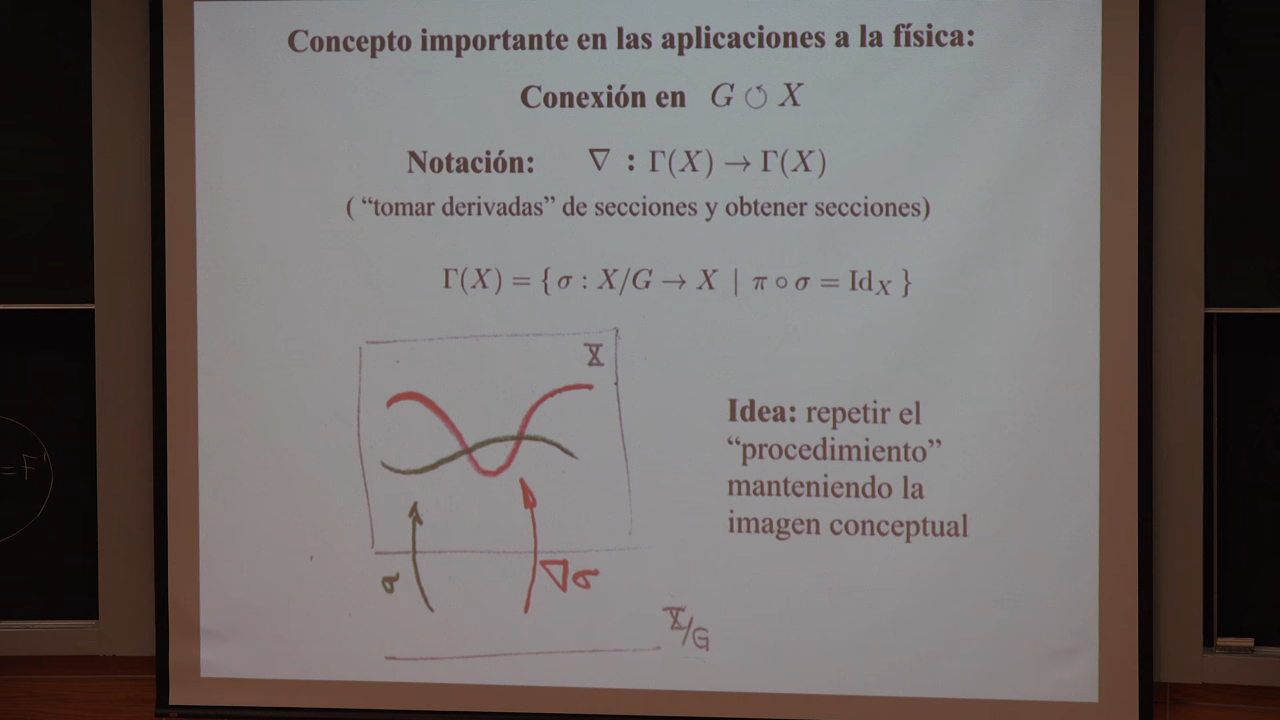 Concepto importante en las aplicaciones a la física:
Conexión en G ↺ X
Notación: ∇ : Γ(X) → Γ(X)
( “tomar derivadas” de secciones y obtener secciones)
Γ(X) = { σ : X/G → X | π ∘ σ = Id_X }
X
Idea: repetir el
“procedimiento”
manteniendo la
imagen conceptual
σ
∇σ
X/G
= F'